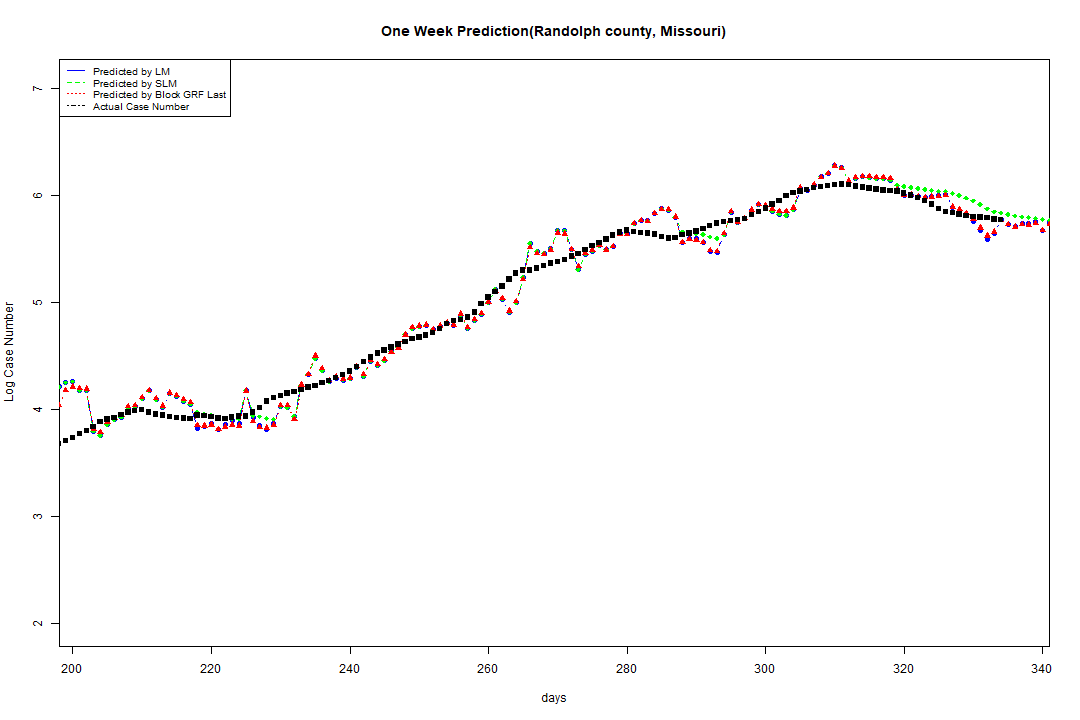 One Week Prediction(Randolph county, Missouri)
Predicted by LM
Predicted by SLM
Predicted by Block GRF Last
Actual Case Number
7
6
5
4
3
2
Log Case Number
200 220 240 260 280 300 320 340
days